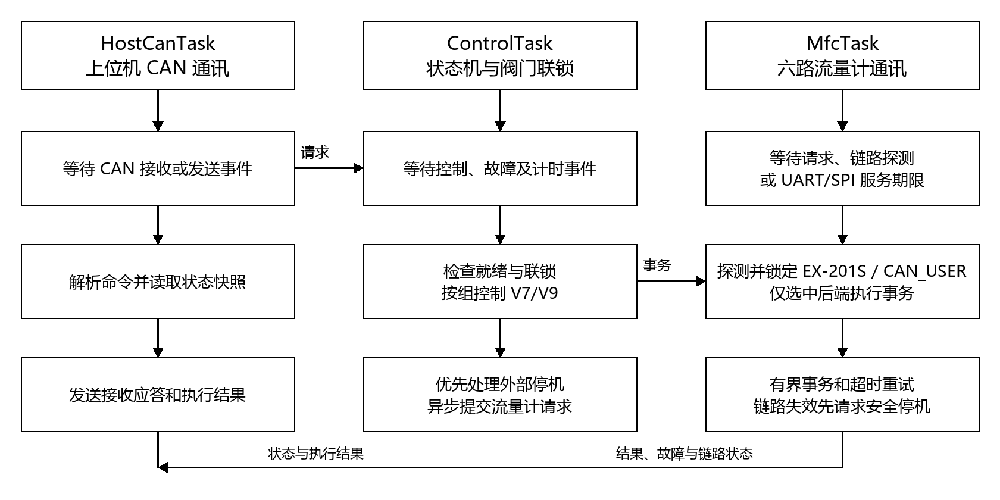 HostCanTask
上位机 CAN 通讯
ControlTask
状态机与阀门联锁
MfcTask
六路流量计通讯
等待 CAN 接收或发送事件
请求
等待控制、故障及计时事件
等待请求、链路探测
或 UART/SPI 服务期限
解析命令并读取状态快照
检查就绪与联锁
按组控制 V7/V9
事务
探测并锁定 EX-201S / CAN_USER
仅选中后端执行事务
发送接收应答和执行结果
优先处理外部停机
异步提交流量计请求
有界事务和超时重试
链路失效先请求安全停机
状态与执行结果
结果、故障与链路状态